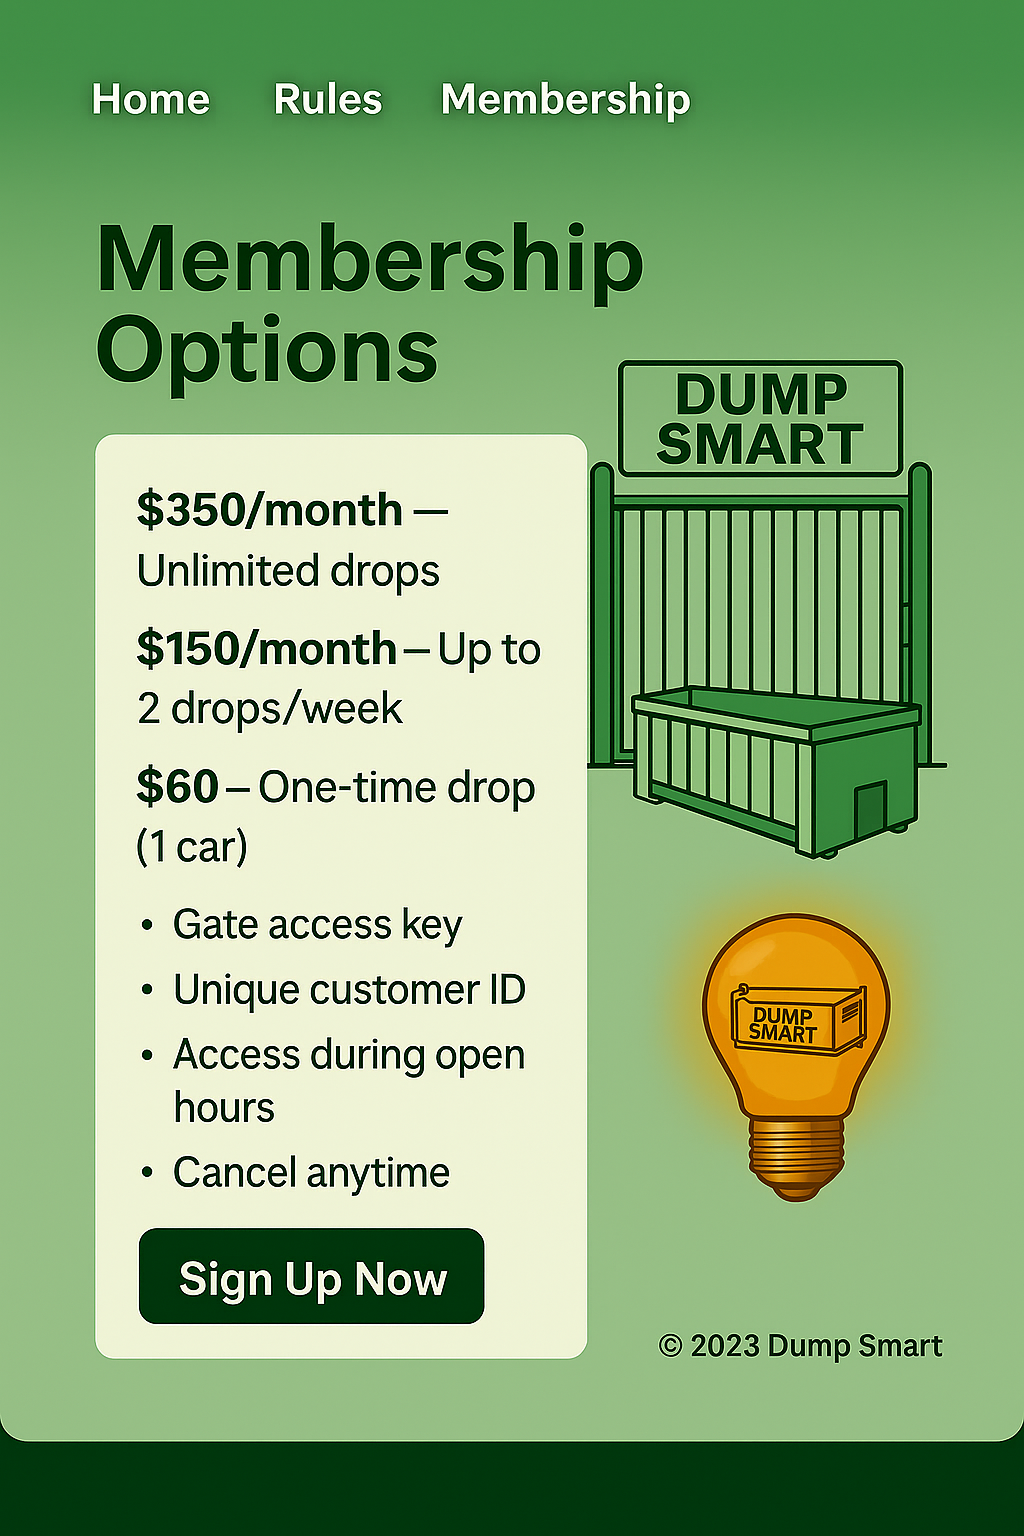 Home Rules Membership
Membership
Options
DUMP
SMART
$350/month —
Unlimited drops
$150/month – Up to
2 drops/week
$60 – One-time drop
(1 car)
• Gate access key
• Unique customer ID
• Access during open
hours
• Cancel anytime
Sign Up Now
DUMP
SMART
© 2023 Dump Smart